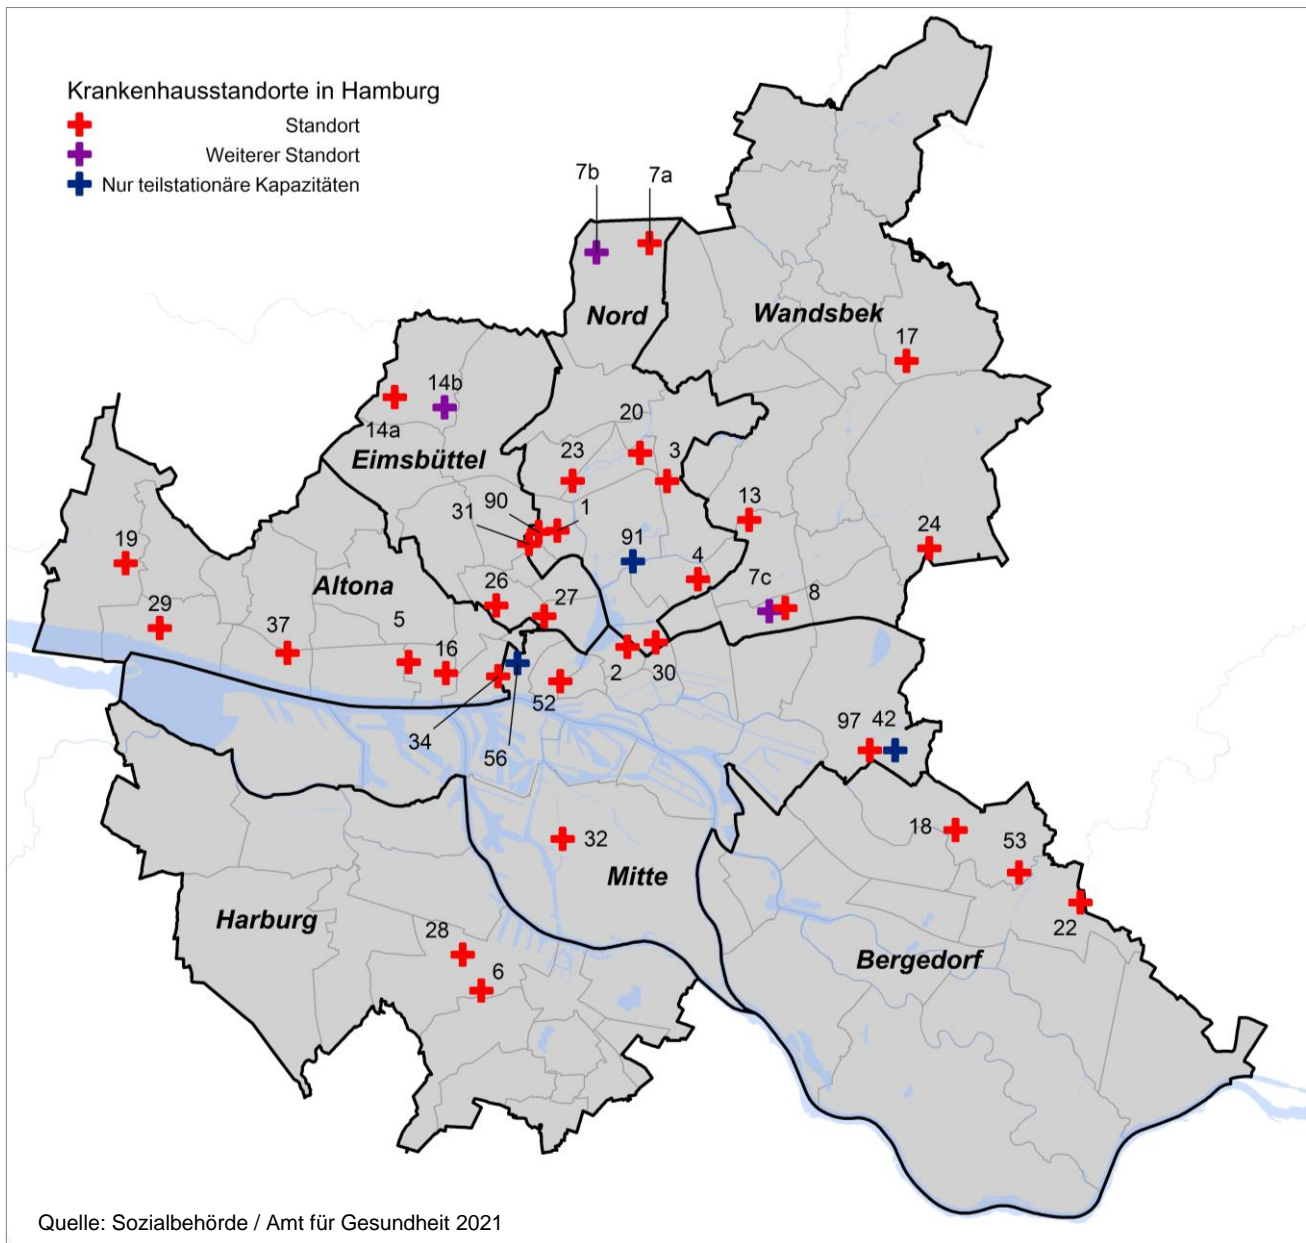 Krankenhausstandorte in Hamburg
Standort
Weiterer Standort
Nur teilstationäre Kapazitäten
7b
7a
Nord
Wandsbek
17
14b
14a
Eimsbüttel
20
23
3
90
31
1
13
91
24
19
4
Altona
7c
8
26
27
29
37
5
16
2
30
52
34
56
97
42
18
53
32
Mitte
22
Harburg
28
6
Bergedorf
Quelle: Sozialbehörde / Amt für Gesundheit 2021